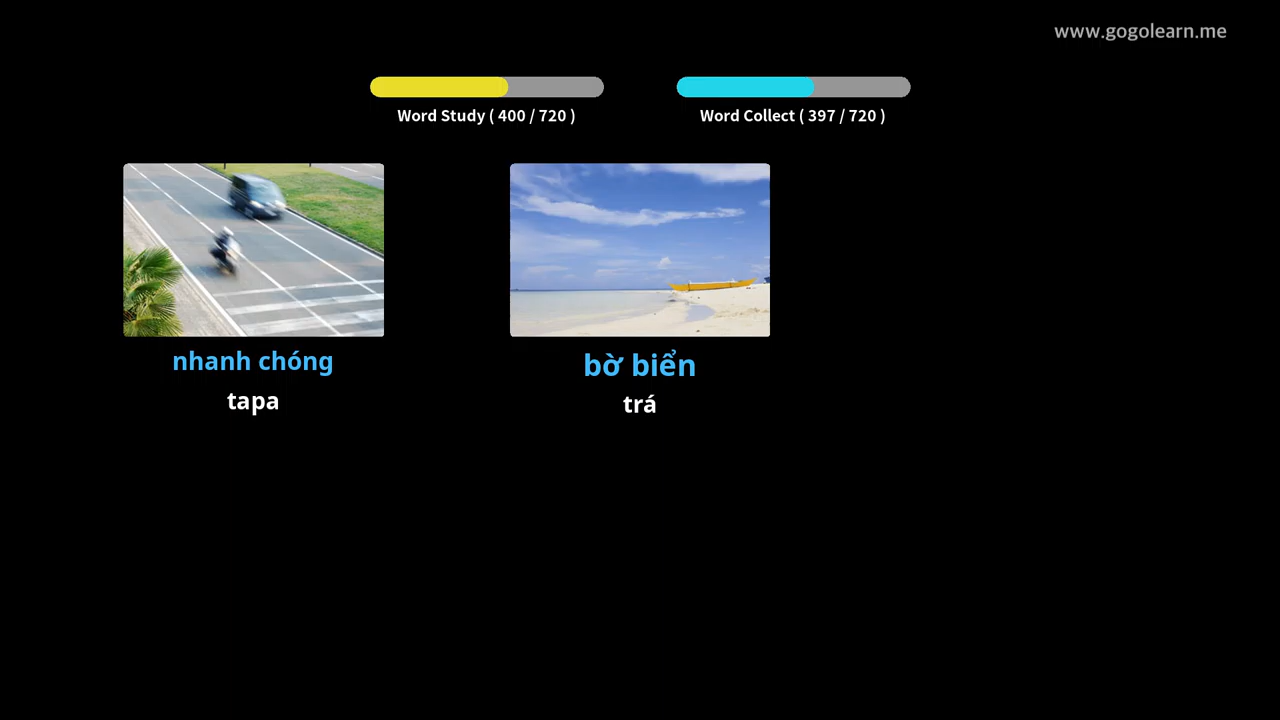 www.gogolearn.me
Word Study ( 400 / 720 )
Word Collect ( 397 / 720 )
nhanh chóng
tapa
bờ biển
trá